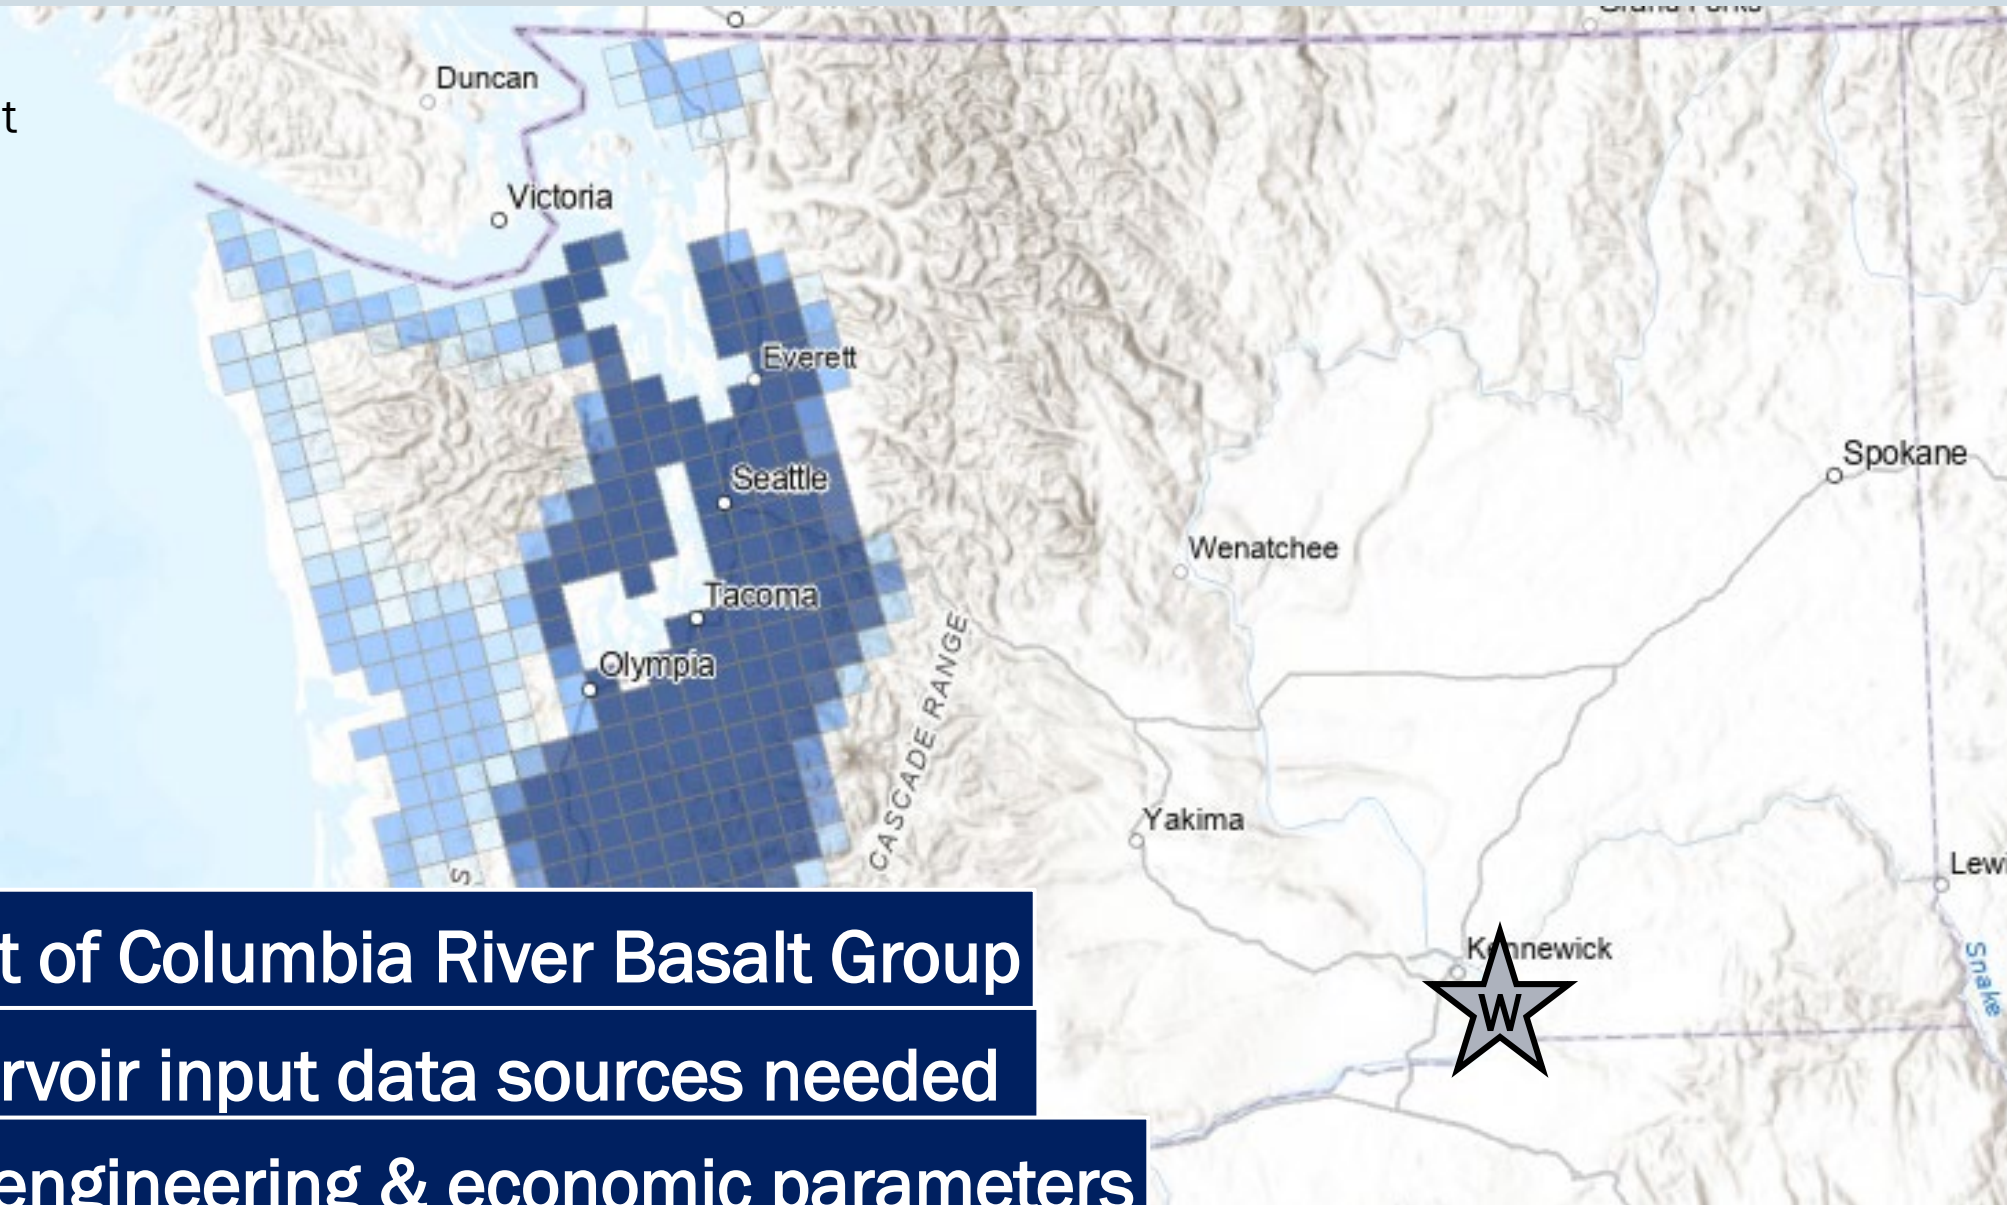 Duncan
t
Victoria
Everett
Spokane
Seattle
Wenatchee
Tacoma
Olympia
CASCADE RANGE
Yakima
Lewi
S
t of Columbia River Basalt Group
Kennewick
Snake
W
rvoir input data sources needed
engineering & economic parameters